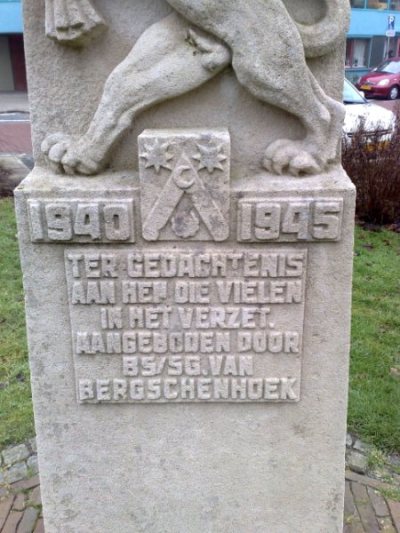 1940 1945
TER GEDACHTENIS
AAN HEN DIE VIELEN
IN HET VERZET.
AANGEBODEN DOOR
BS/SG. VAN
BERGSCHENHOEK